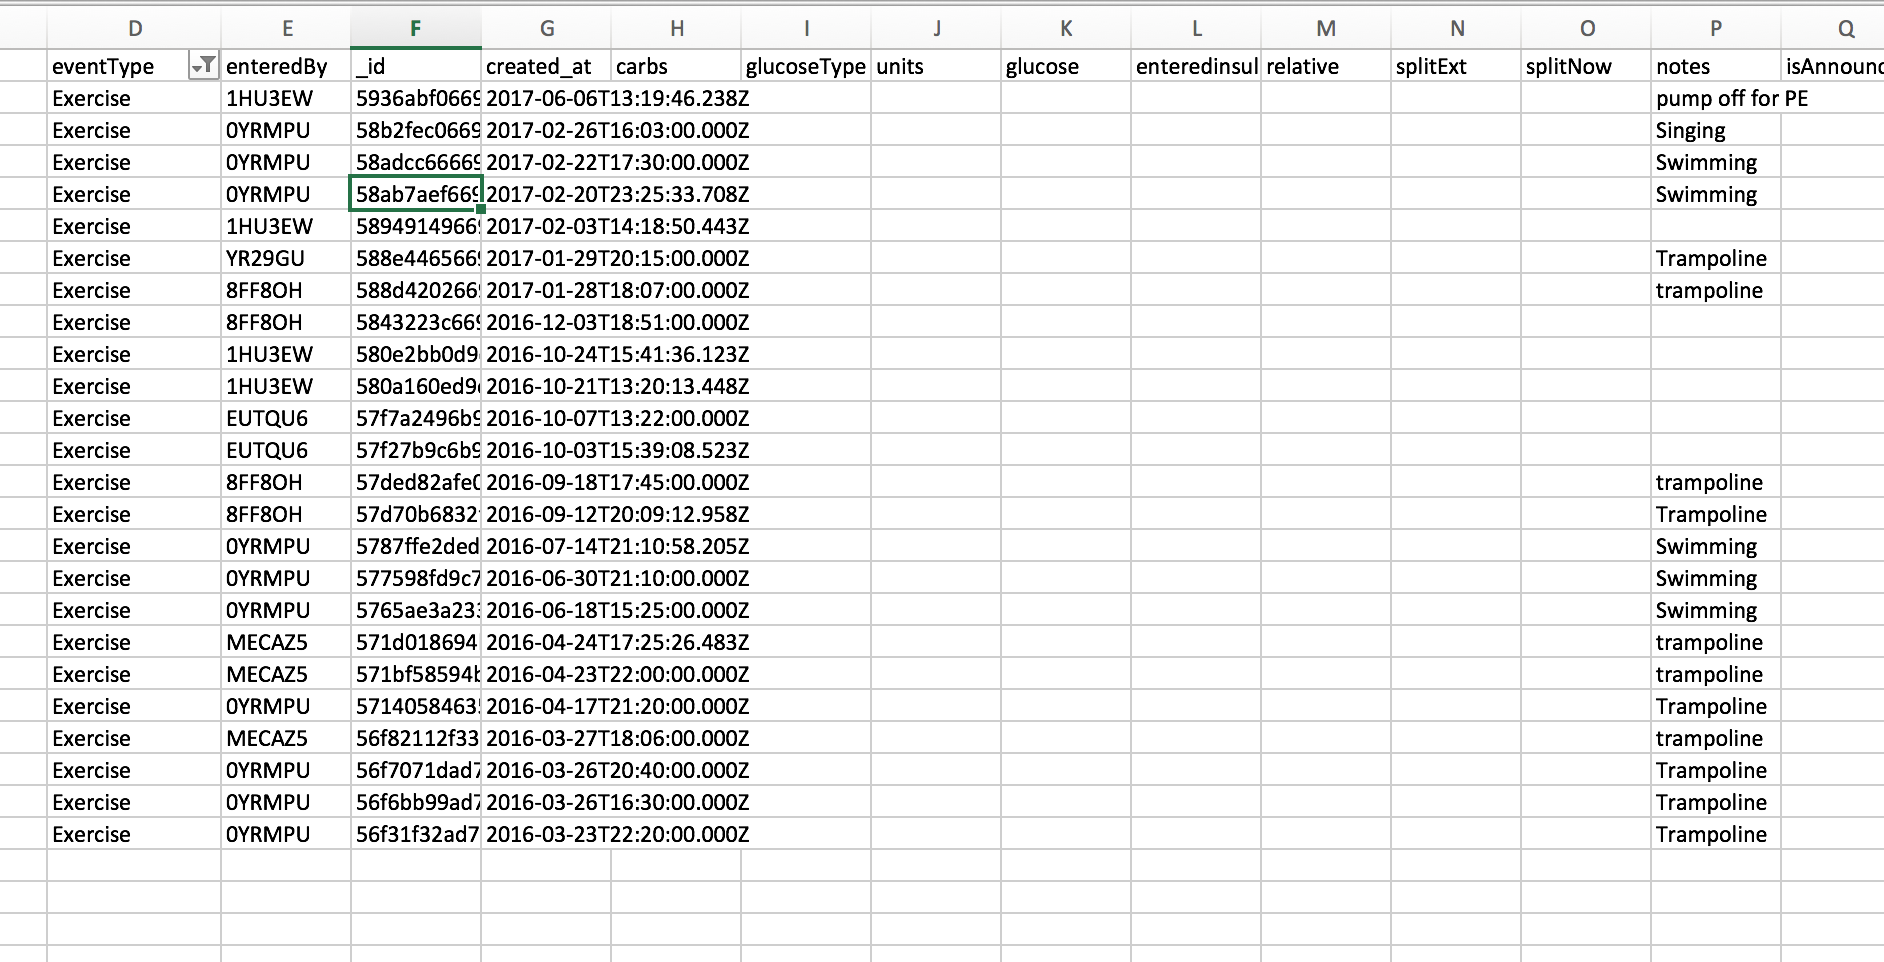 D E F G H I J K L M N O P Q
eventType enteredBy _id created_at carbs glucoseType units glucose enteredinsul relative splitExt splitNow notes isAnnounc
Exercise 1HU3EW 5936abf0669 2017-06-06T13:19:46.238Z pump off for PE
Exercise 0YRMPU 58b2fec0669 2017-02-26T16:03:00.000Z Singing
Exercise 0YRMPU 58adcc66669 2017-02-22T17:30:00.000Z Swimming
Exercise 0YRMPU 58ab7aef669 2017-02-20T23:25:33.708Z Swimming
Exercise 1HU3EW 58949149669 2017-02-03T14:18:50.443Z
Exercise YR29GU 588e4465669 2017-01-29T20:15:00.000Z Trampoline
Exercise 8FF8OH 588d4202669 2017-01-28T18:07:00.000Z trampoline
Exercise 8FF8OH 5843223c669 2016-12-03T18:51:00.000Z
Exercise 1HU3EW 580e2bb0d9 2016-10-24T15:41:36.123Z
Exercise 1HU3EW 580a160ed9 2016-10-21T13:20:13.448Z
Exercise EUTQU6 57f7a2496b9 2016-10-07T13:22:00.000Z
Exercise EUTQU6 57f27b9c6b9 2016-10-03T15:39:08.523Z
Exercise 8FF8OH 57ded82afe0 2016-09-18T17:45:00.000Z trampoline
Exercise 8FF8OH 57d70b6832 2016-09-12T20:09:12.958Z Trampoline
Exercise 0YRMPU 5787ffe2ded 2016-07-14T21:10:58.205Z Swimming
Exercise 0YRMPU 577598fd9c7 2016-06-30T21:10:00.000Z Swimming
Exercise 0YRMPU 5765ae3a233 2016-06-18T15:25:00.000Z Swimming
Exercise MECAZ5 571d018694 2016-04-24T17:25:26.483Z trampoline
Exercise MECAZ5 571bf58594b 2016-04-23T22:00:00.000Z trampoline
Exercise 0YRMPU 5714058463 2016-04-17T21:20:00.000Z Trampoline
Exercise MECAZ5 56f82112f33 2016-03-27T18:06:00.000Z trampoline
Exercise 0YRMPU 56f7071dad7 2016-03-26T20:40:00.000Z Trampoline
Exercise 0YRMPU 56f6bb99ad7 2016-03-26T16:30:00.000Z Trampoline
Exercise 0YRMPU 56f31f32ad7 2016-03-23T22:20:00.000Z Trampoline